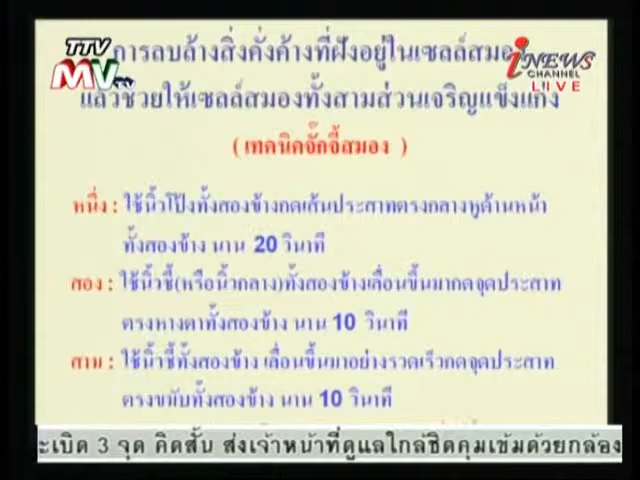 TTV
MV
TV
iNEWS
CHANNEL
LIIVE
การลบล้างสิ่งคั่งค้างที่ฝังอยู่ในเซลล์สมอง
แล้วช่วยให้เซลล์สมองทั้งสามส่วนเจริญแข็งแกร่ง
(เทคนิคจั๊กจี้สมอง )
หนึ่ง : ใช้นิ้วโป้งทั้งสองข้างกดเส้นประสาทตรงกลางหูด้านหน้า
ทั้งสองข้าง นาน 20 วินาที
สอง : ใช้นิ้วชี้(หรือนิ้วกลาง)ทั้งสองข้างเลื่อนขึ้นมากดจุดประสาท
ตรงหางตาทั้งสองข้าง นาน 10 วินาที
สาม : ใช้นิ้วชี้ทั้งสองข้าง เลื่อนขึ้นมาอย่างรวดเร็วกดจุดประสาท
ตรงขมับทั้งสองข้าง นาน 10 วินาที
ะเบิด 3 จุด คิดสั้น ส่งเจ้าหน้าที่ดูแลใกล้ชิดคุมเข้มด้วยกล้อง